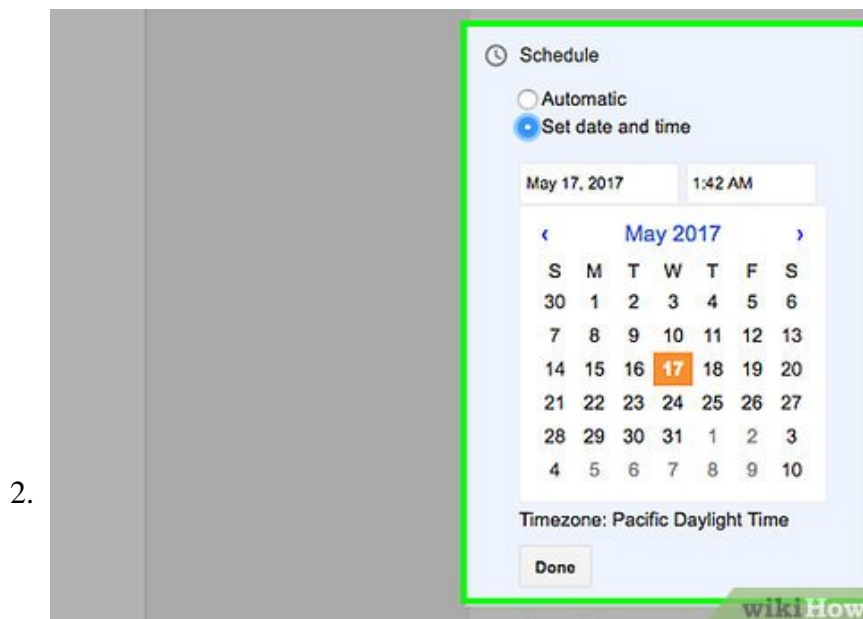 Schedule
Automatic
Set date and time
May 17, 2017 1:42 AM
‹ May 2017 ›
S M T W T F S
30 1 2 3 4 5 6
7 8 9 10 11 12 13
14 15 16 17 18 19 20
21 22 23 24 25 26 27
28 29 30 31 1 2 3
4 5 6 7 8 9 10
2.
Timezone: Pacific Daylight Time
Done
wikiHow